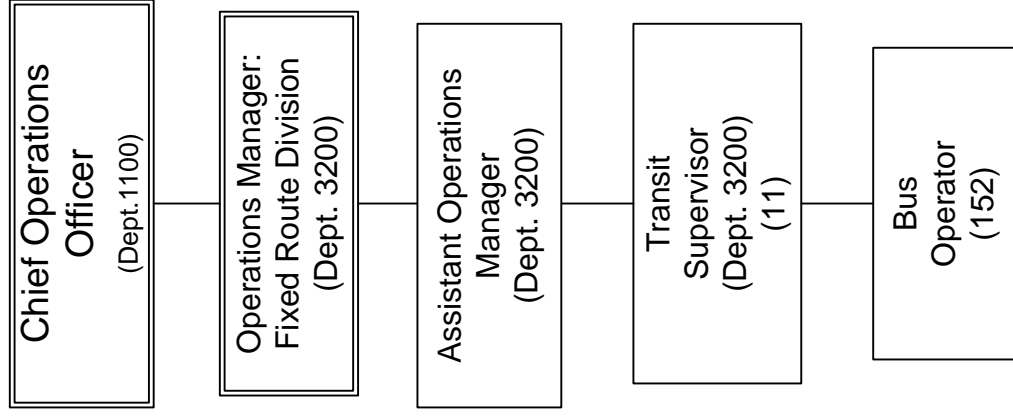 Chief Operations
Officer
(Dept.1100)
Operations Manager:
Fixed Route Division
(Dept. 3200)
Assistant Operations
Manager
(Dept. 3200)
Transit
Supervisor
(Dept. 3200)
(11)
Bus
Operator
(152)